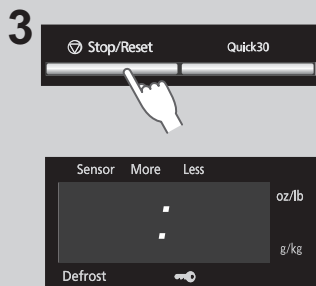 3
Stop/Reset Quick30
Sensor More Less
:
oz/lb
g/kg
Defrost